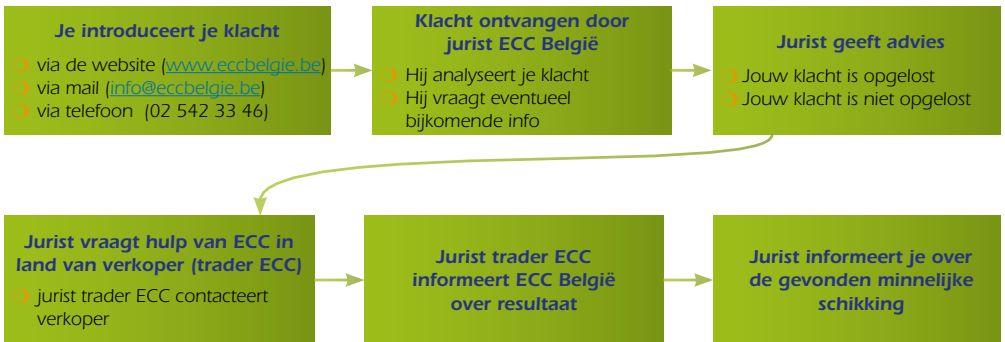 Je introduceert je klacht
via de website (www.eccbelgie.be)
via mail (info@eccbelgie.be)
via telefoon (02 542 33 46)
Klacht ontvangen door
jurist ECC België
Hij analyseert je klacht
Hij vraagt eventueel
bijkomende info
Jurist geeft advies
Jouw klacht is opgelost
Jouw klacht is niet opgelost
Jurist vraagt hulp van ECC in
land van verkoper (trader ECC)
jurist trader ECC contacteert
verkoper
Jurist trader ECC
informeert ECC België
over resultaat
Jurist informeert je over
de gevonden minnelijke
schikking